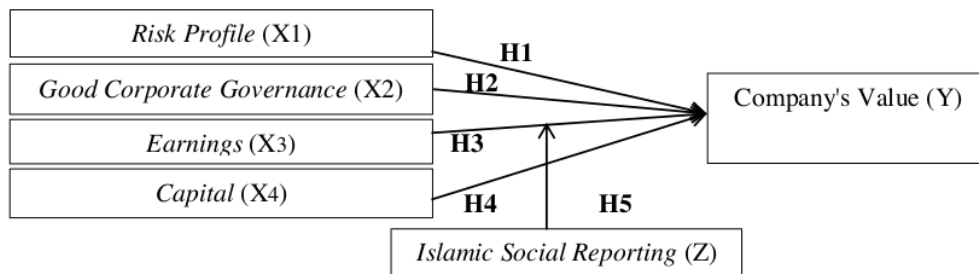 Risk Profile (X1)
H1
Good Corporate Governance (X2)
H2
Company's Value (Y)
Earnings (X3)
H3
Capital (X4)
H4
H5
Islamic Social Reporting (Z)